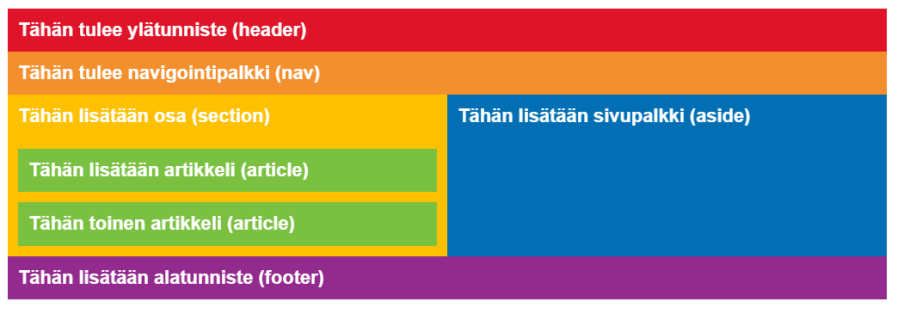 Tähän tulee ylätunniste (header)
Tähän tulee navigointipalkki (nav)
Tähän lisätään osa (section)
Tähän lisätään artikkeli (article)
Tähän toinen artikkeli (article)
Tähän lisätään sivupalkki (aside)
Tähän lisätään alatunniste (footer)